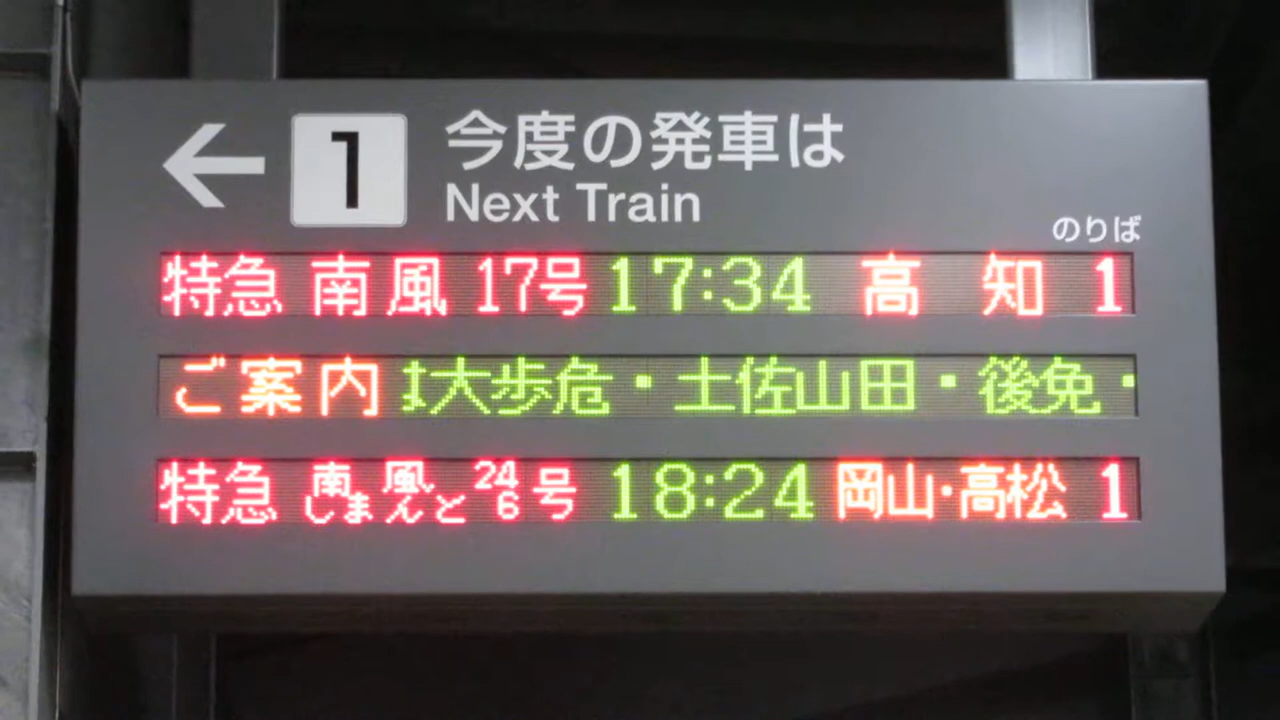 ← 1 今度の発車は
Next Train
のりば
特急 南風 17号 17:34 高知 1
ご案内 は大歩危・土佐山田・後免・
特急 南風 24
しまんと 6 号 18:24 岡山・高松 1